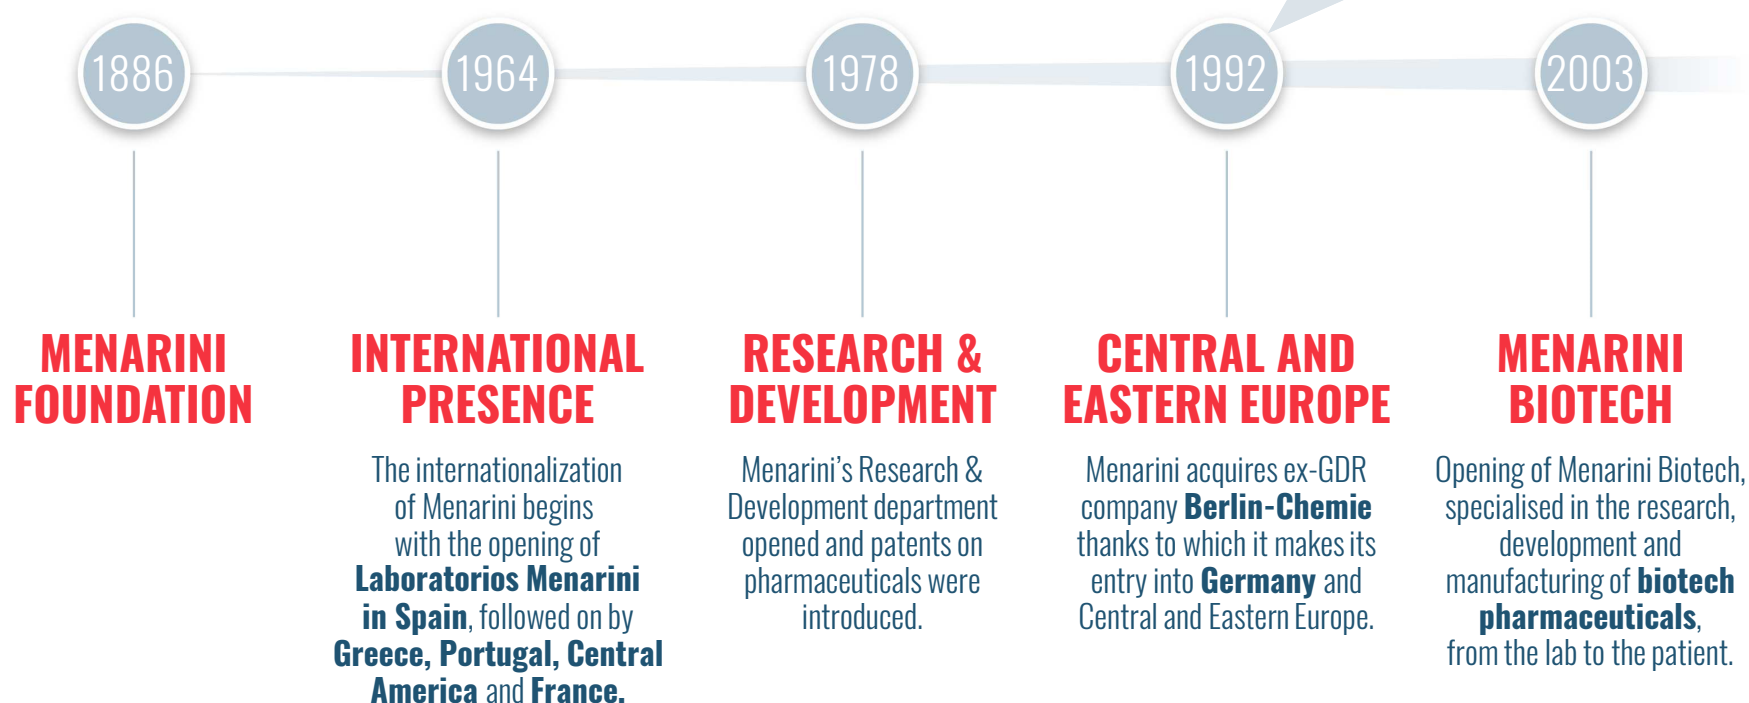 1886
1964
1978
1992
2003
MENARINI
FOUNDATION
INTERNATIONAL
PRESENCE
The internationalization
of Menarini begins
with the opening of
Laboratorios Menarini
in Spain, followed on by
Greece, Portugal, Central
America and France.
RESEARCH &
DEVELOPMENT
Menarini’s Research &
Development department
opened and patents on
pharmaceuticals were
introduced.
CENTRAL AND
EASTERN EUROPE
Menarini acquires ex-GDR
company Berlin-Chemie
thanks to which it makes its
entry into Germany and
Central and Eastern Europe.
MENARINI
BIOTECH
Opening of Menarini Biotech,
specialised in the research,
development and
manufacturing of biotech
pharmaceuticals,
from the lab to the patient.